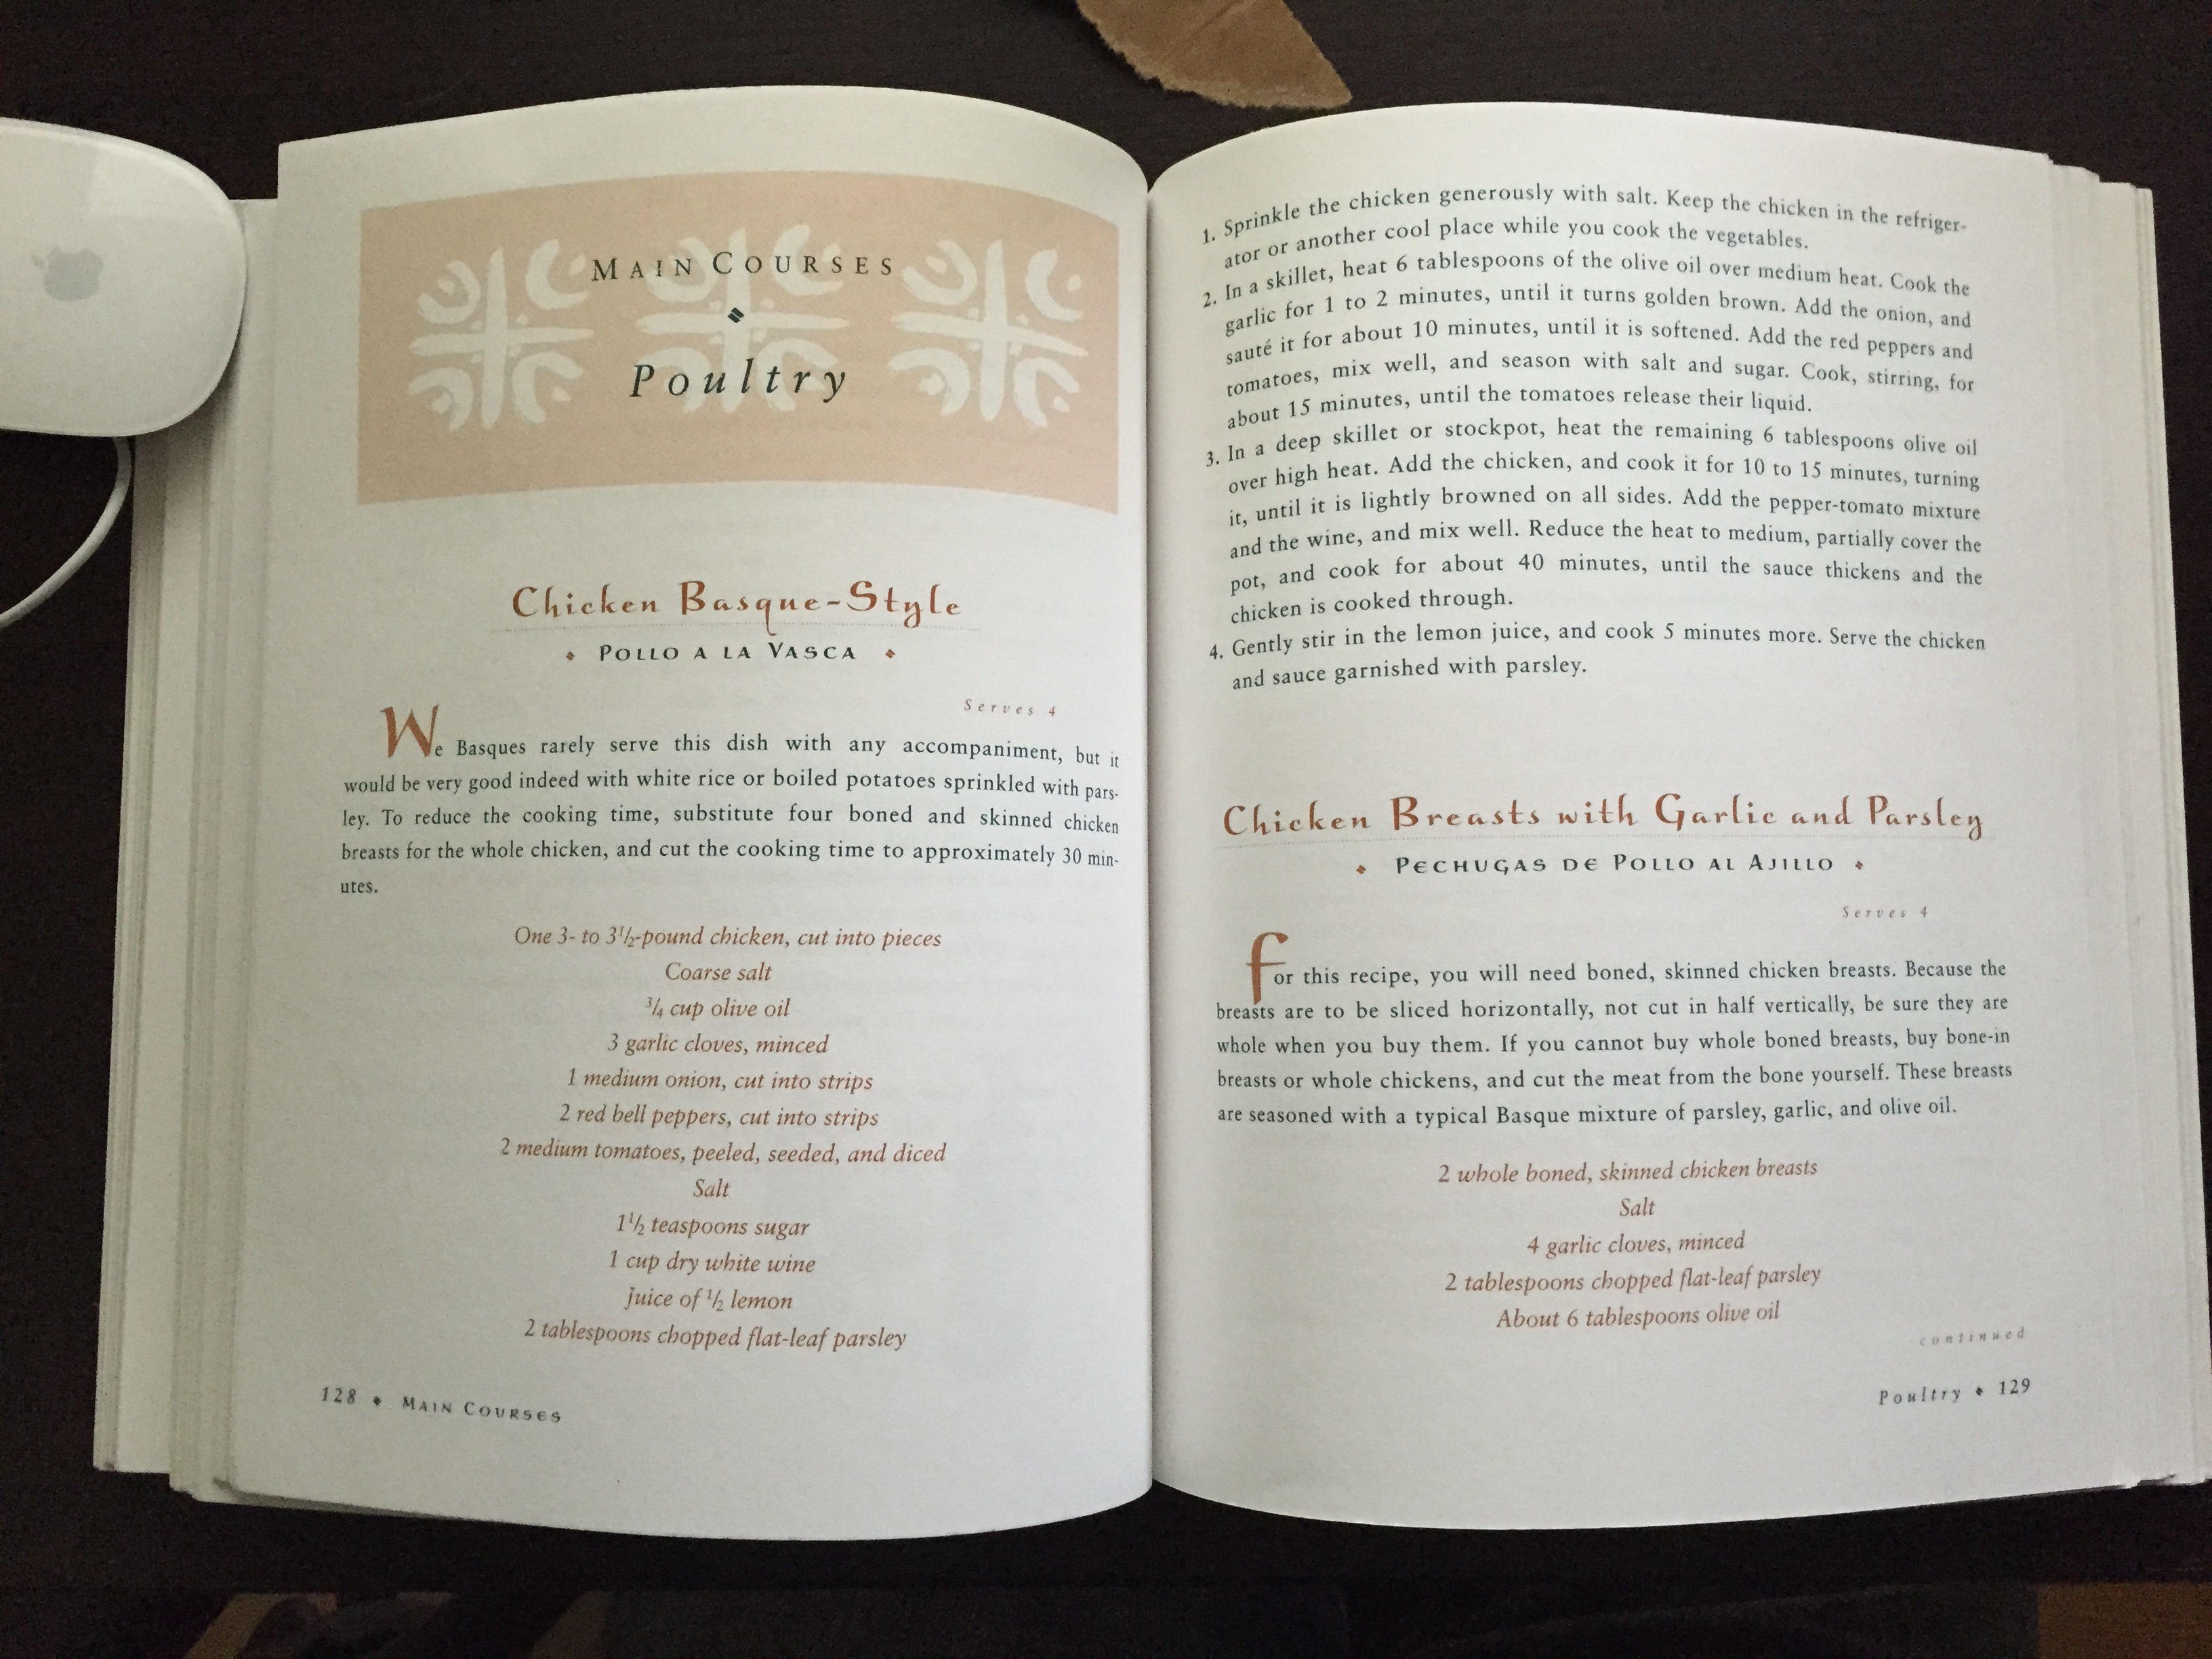 MAIN COURSES
Poultry
Chicken Basque-Style
POLLO A LA VASCA
Serves 4
We Basques rarely serve this dish with any accompaniment, but it
would be very good indeed with white rice or boiled potatoes sprinkled with pars-
ley. To reduce the cooking time, substitute four boned and skinned chicken
breasts for the whole chicken, and cut the cooking time to approximately 30 min-
utes.
One 3- to 3½-pound chicken, cut into pieces
Coarse salt
¾ cup olive oil
3 garlic cloves, minced
1 medium onion, cut into strips
2 red bell peppers, cut into strips
2 medium tomatoes, peeled, seeded, and diced
Salt
1½ teaspoons sugar
1 cup dry white wine
Juice of ½ lemon
2 tablespoons chopped flat-leaf parsley
128 ◆ MAIN COURSES
1. Sprinkle the chicken generously with salt. Keep the chicken in the refriger-
ator or another cool place while you cook the vegetables.
2. In a skillet, heat 6 tablespoons of the olive oil over medium heat. Cook the
garlic for 1 to 2 minutes, until it turns golden brown. Add the onion, and
sauté it for about 10 minutes, until it is softened. Add the red peppers and
tomatoes, mix well, and season with salt and sugar. Cook, stirring, for
about 15 minutes, until the tomatoes release their liquid.
3. In a deep skillet or stockpot, heat the remaining 6 tablespoons olive oil
over high heat. Add the chicken, and cook it for 10 to 15 minutes, turning
it, until it is lightly browned on all sides. Add the pepper-tomato mixture
and the wine, and mix well. Reduce the heat to medium, partially cover the
pot, and cook for about 40 minutes, until the sauce thickens and the
chicken is cooked through.
4. Gently stir in the lemon juice, and cook 5 minutes more. Serve the chicken
and sauce garnished with parsley.
Chicken Breasts with Garlic and Parsley
PECHUGAS DE POLLO AL AJILLO
Serves 4
For this recipe, you will need boned, skinned chicken breasts. Because the
breasts are to be sliced horizontally, not cut in half vertically, be sure they are
whole when you buy them. If you cannot buy whole boned breasts, buy bone-in
breasts or whole chickens, and cut the meat from the bone yourself. These breasts
are seasoned with a typical Basque mixture of parsley, garlic, and olive oil.
2 whole boned, skinned chicken breasts
Salt
4 garlic cloves, minced
2 tablespoons chopped flat-leaf parsley
About 6 tablespoons olive oil
continued
Poultry ◆ 129